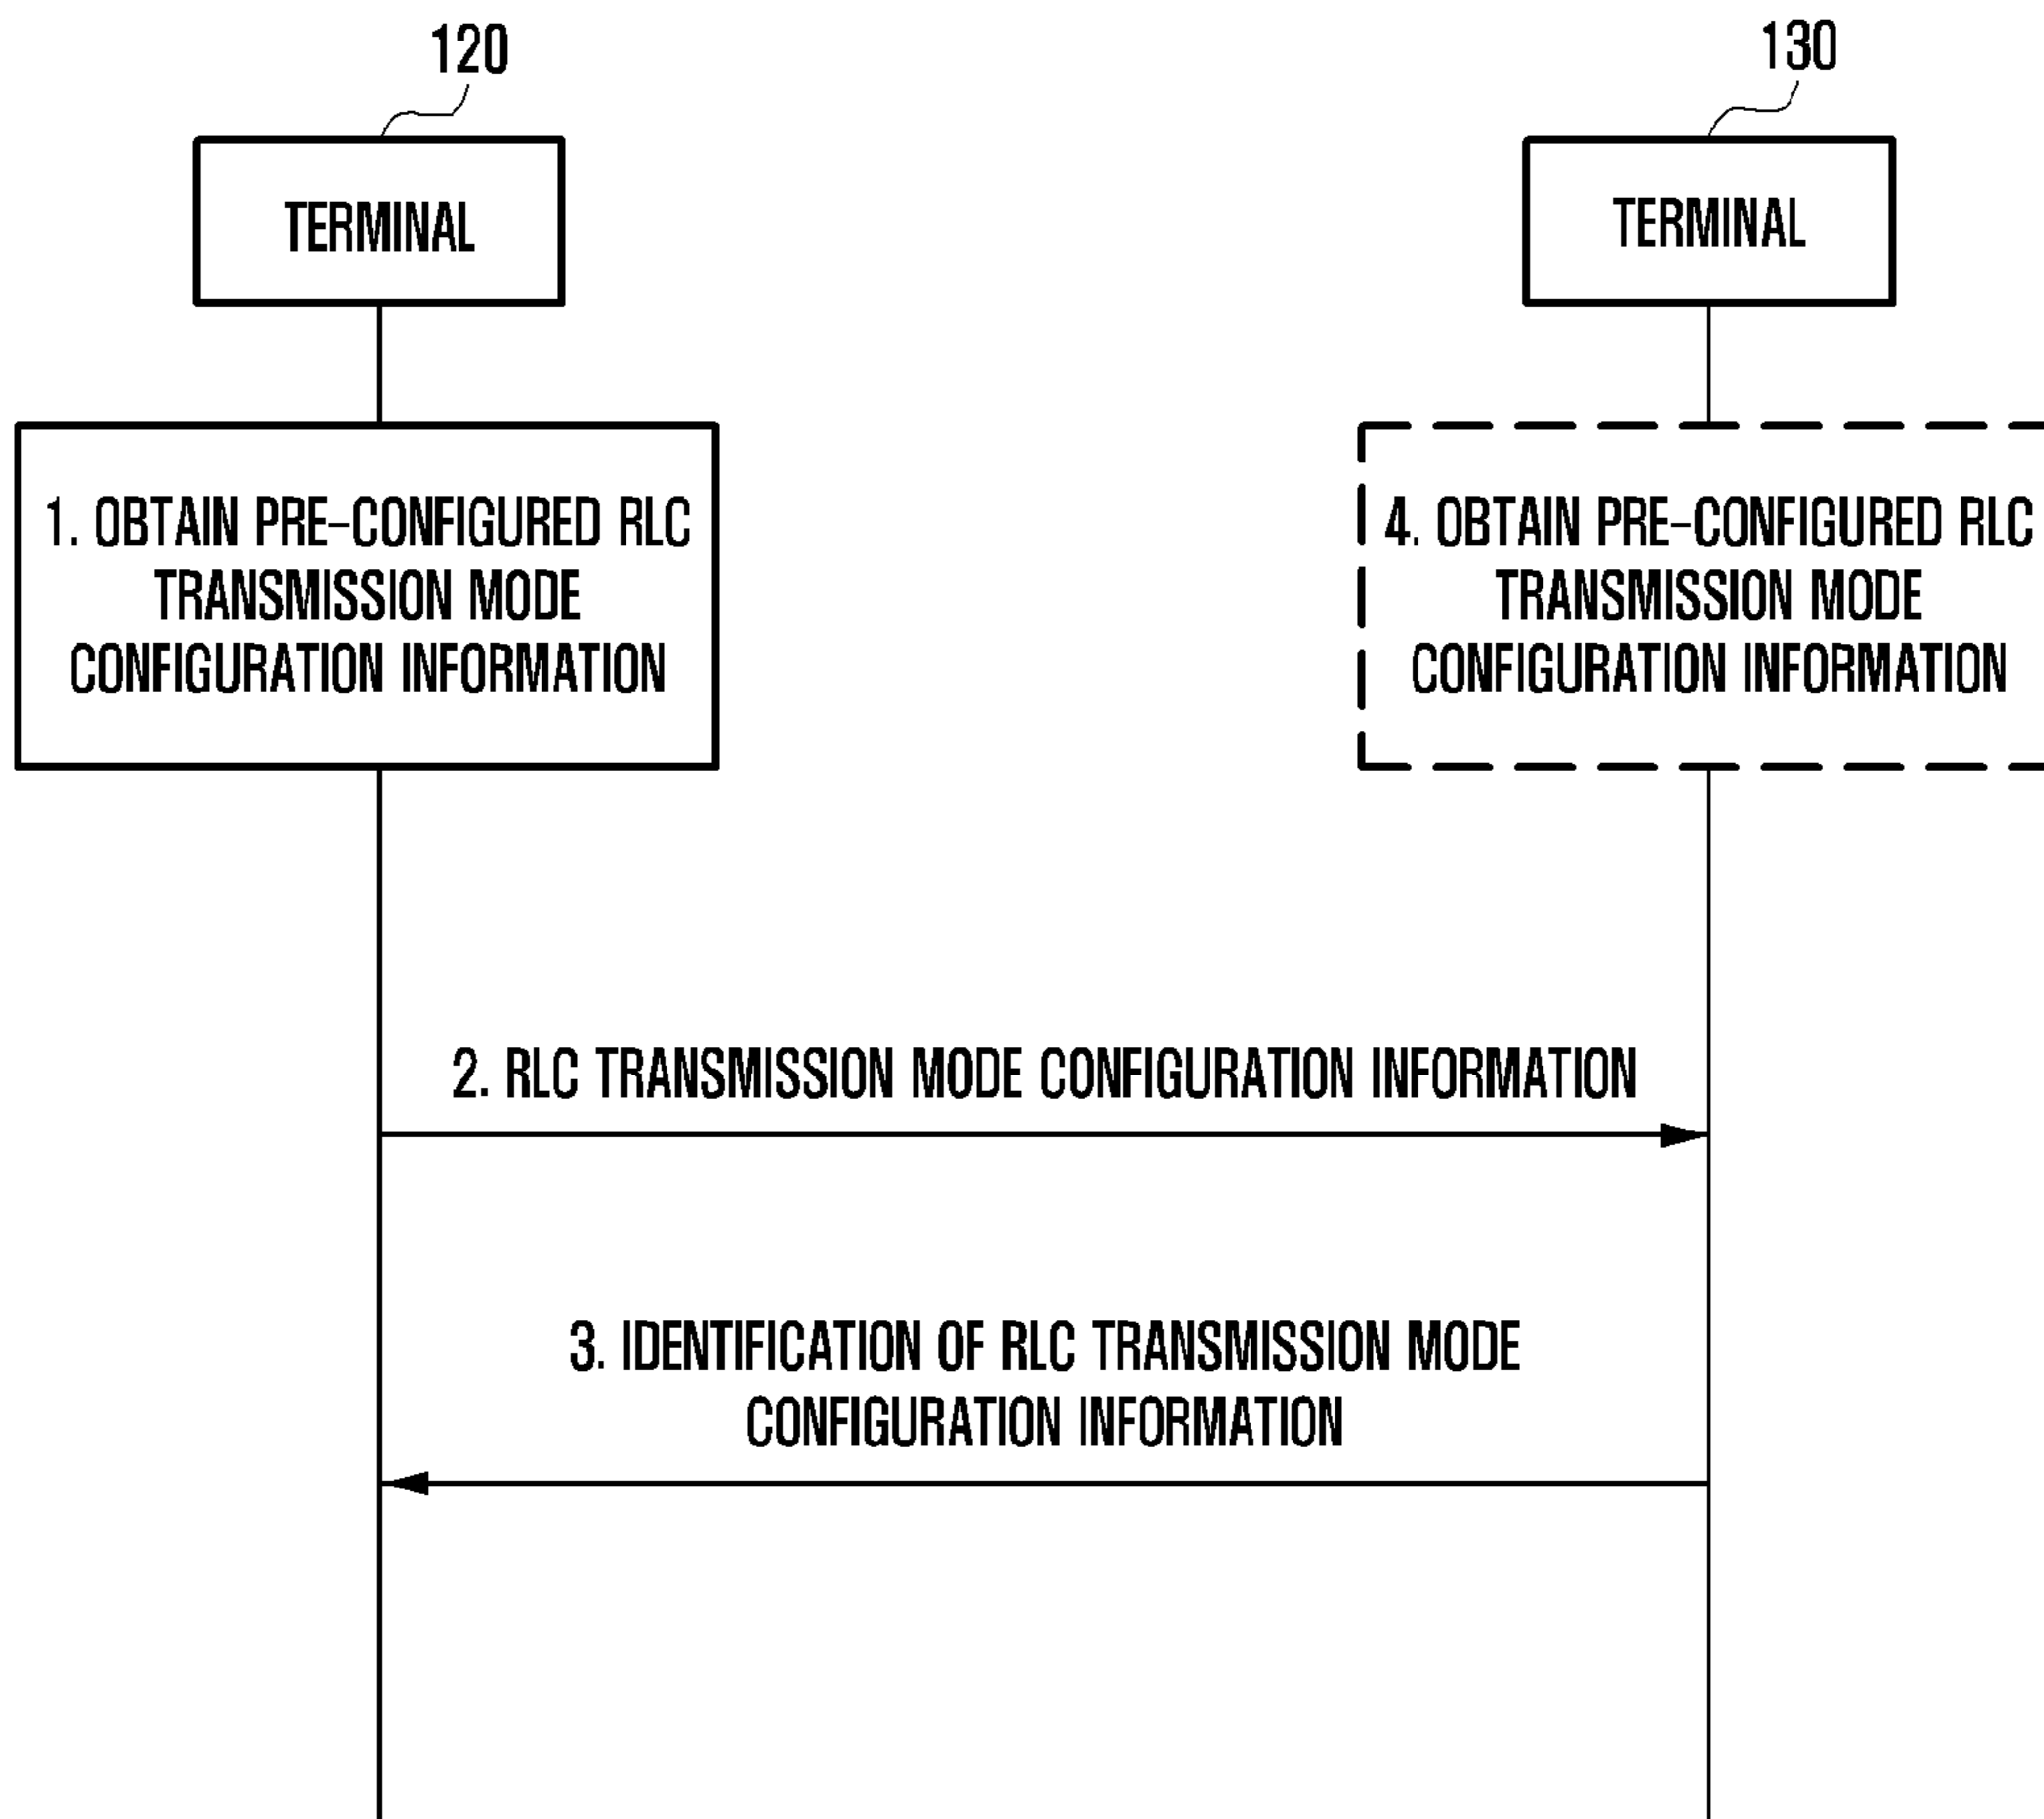 120
130
TERMINAL
TERMINAL
1. OBTAIN PRE-CONFIGURED RLC
TRANSMISSION MODE
CONFIGURATION INFORMATION
4. OBTAIN PRE-CONFIGURED RLC
TRANSMISSION MODE
CONFIGURATION INFORMATION
2. RLC TRANSMISSION MODE CONFIGURATION INFORMATION
3. IDENTIFICATION OF RLC TRANSMISSION MODE
CONFIGURATION INFORMATION